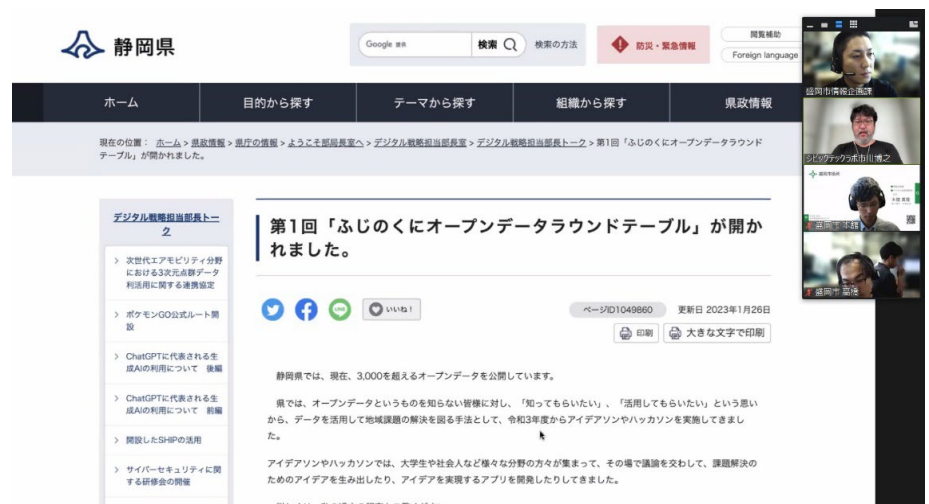 静岡県
Google 提供
検索
検索の方法
防災・緊急情報
閲覧補助
Foreign language
ホーム
目的から探す
テーマから探す
組織から探す
県政情報
現在の位置： ホーム > 県政情報 > 県庁の情報 > ようこそ部局長室へ > デジタル戦略担当部長室 > デジタル戦略担当部長トーク > 第1回「ふじのくにオープンデータラウンド
テーブル」が開かれました。
デジタル戦略担当部長トー
ク
> 次世代エアモビリティ分野
における3次元点群データ
利活用に関する連携協定
> ポケモンGO公式ルート開
設
> ChatGPTに代表される生
成AIの利用について 後編
> ChatGPTに代表される生
成AIの利用について 前編
> 開設したSHIPの活用
> サイバーセキュリティに関
する研修会の開催
第1回「ふじのくにオープンデータラウンドテーブル」が開か
れました。
LINE
いいね！
ページID1049860
更新日 2023年1月26日
印刷
大きな文字で印刷
静岡県では、現在、3,000を超えるオープンデータを公開しています。
県では、オープンデータというものを知らない皆様に対し、「知ってもらいたい」、「活用してもらいたい」という思い
から、データを活用して地域課題の解決を図る手法として、令和3年度からアイデアソンやハッカソンを実施してきまし
た。
アイデアソンやハッカソンでは、大学生や社会人など様々な分野の方々が集まって、その場で議論を交わして、課題解決の
ためのアイデアを生み出したり、アイデアを実現するアプリを開発したりしてきました。
盛岡市情報企画課
シビックテックラボ市川博之
盛岡市 本舘
盛岡市 高橋